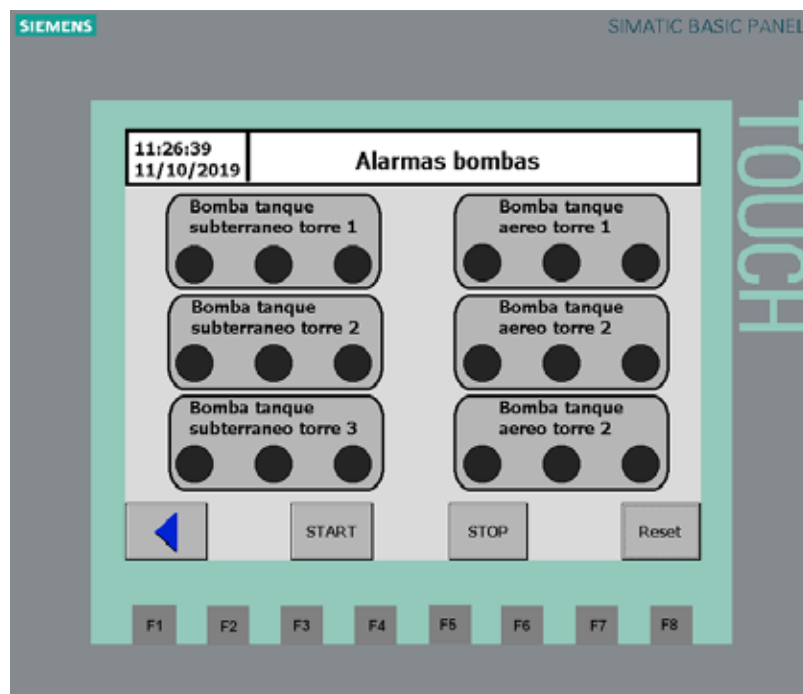 SIEMENS
SIMATIC BASIC PANEL
TOUCH
11:26:39
11/10/2019
Alarmas bombas
Bomba tanque
subterraneo torre 1
Bomba tanque
aereo torre 1
Bomba tanque
subterraneo torre 2
Bomba tanque
aereo torre 2
Bomba tanque
subterraneo torre 3
Bomba tanque
aereo torre 2
START
STOP
Reset
F1
F2
F3
F4
F5
F6
F7
F8